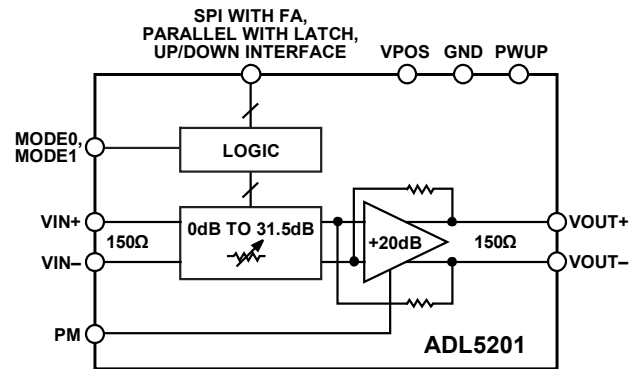 SPI WITH FA,
PARALLEL WITH LATCH,
UP/DOWN INTERFACE
VPOS GND PWUP
MODE0,
MODE1
LOGIC
VIN+
0dB TO 31.5dB
VOUT+
150Ω
+20dB
150Ω
VIN–
VOUT–
PM
ADL5201